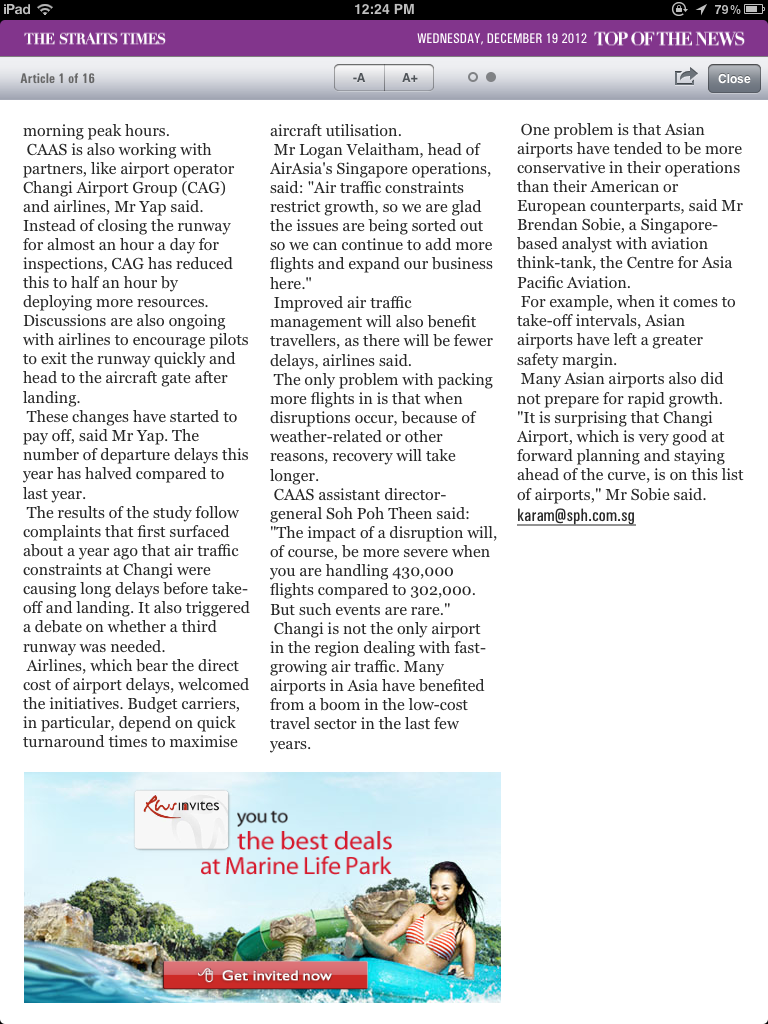 iPad
12:24 PM
79%
THE STRAITS TIMES
WEDNESDAY, DECEMBER 19 2012 TOP OF THE NEWS
Article 1 of 16
-A
A+
Close
morning peak hours.
CAAS is also working with
partners, like airport operator
Changi Airport Group (CAG)
and airlines, Mr Yap said.
Instead of closing the runway
for almost an hour a day for
inspections, CAG has reduced
this to half an hour by
deploying more resources.
Discussions are also ongoing
with airlines to encourage pilots
to exit the runway quickly and
head to the aircraft gate after
landing.
These changes have started to
pay off, said Mr Yap. The
number of departure delays this
year has halved compared to
last year.
The results of the study follow
complaints that first surfaced
about a year ago that air traffic
constraints at Changi were
causing long delays before take-
off and landing. It also triggered
a debate on whether a third
runway was needed.
Airlines, which bear the direct
cost of airport delays, welcomed
the initiatives. Budget carriers,
in particular, depend on quick
turnaround times to maximise
aircraft utilisation.
Mr Logan Velaitham, head of
AirAsia's Singapore operations,
said: "Air traffic constraints
restrict growth, so we are glad
the issues are being sorted out
so we can continue to add more
flights and expand our business
here."
Improved air traffic
management will also benefit
travellers, as there will be fewer
delays, airlines said.
The only problem with packing
more flights in is that when
disruptions occur, because of
weather-related or other
reasons, recovery will take
longer.
CAAS assistant director-
general Soh Poh Theen said:
"The impact of a disruption will,
of course, be more severe when
you are handling 430,000
flights compared to 302,000.
But such events are rare."
Changi is not the only airport
in the region dealing with fast-
growing air traffic. Many
airports in Asia have benefited
from a boom in the low-cost
travel sector in the last few
years.
One problem is that Asian
airports have tended to be more
conservative in their operations
than their American or
European counterparts, said Mr
Brendan Sobie, a Singapore-
based analyst with aviation
think-tank, the Centre for Asia
Pacific Aviation.
For example, when it comes to
take-off intervals, Asian
airports have left a greater
safety margin.
Many Asian airports also did
not prepare for rapid growth.
"It is surprising that Changi
Airport, which is very good at
forward planning and staying
ahead of the curve, is on this list
of airports," Mr Sobie said.
karam@sph.com.sg
Rws invites
you to
the best deals
at Marine Life Park
Get invited now